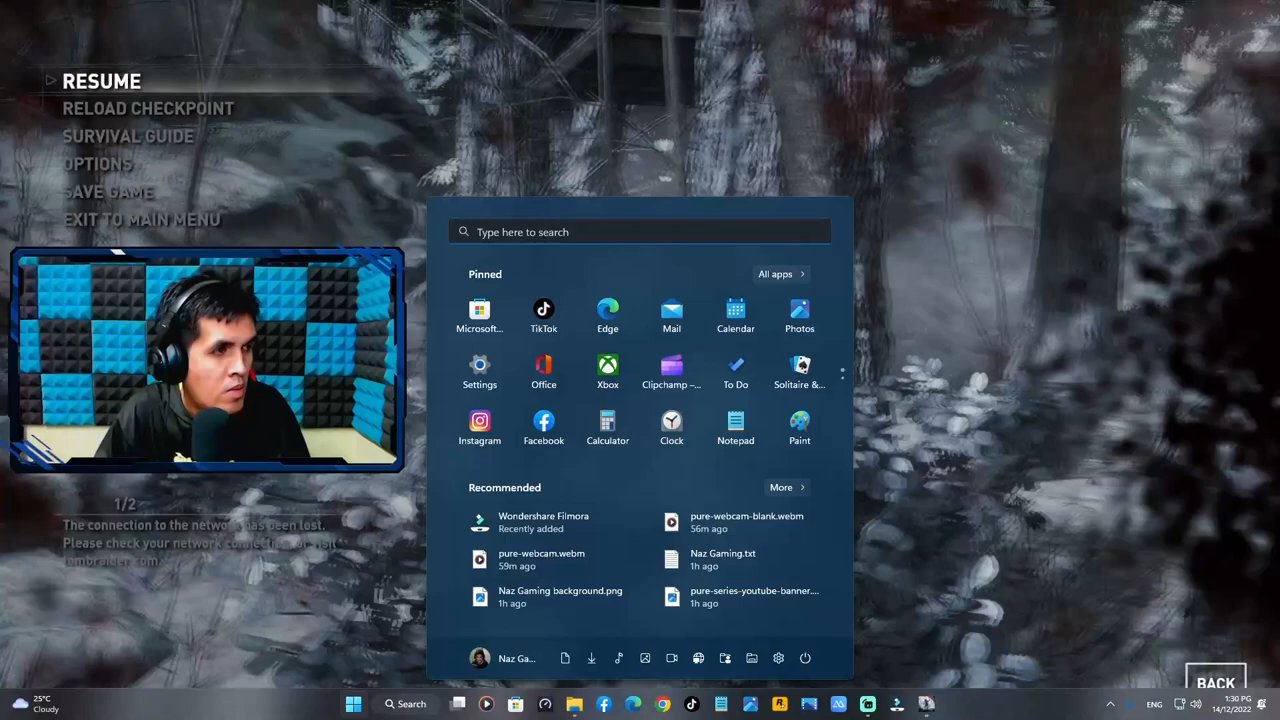 RESUME
RELOAD CHECKPOINT
SURVIVAL GUIDE
OPTIONS
SAVE GAME
EXIT TO MAIN MENU
1/2
The connection to the network has been lost.
Please check your network connection, or visit
tombraider.com
Type here to search
Pinned
All apps
Microsoft...
TikTok
Edge
Mail
Calendar
Photos
Settings
Office
Xbox
Clipchamp –...
To Do
Solitaire &...
Instagram
Facebook
Calculator
Clock
Notepad
Paint
Recommended
More
Wondershare Filmora
Recently added
pure-webcam-blank.webm
56m ago
pure-webcam.webm
59m ago
Naz Gaming.txt
1h ago
Naz Gaming background.png
1h ago
pure-series-youtube-banner....
1h ago
Naz Ga...
BACK
25°C
Cloudy
Search
ENG
1:30 PG
14/12/2022